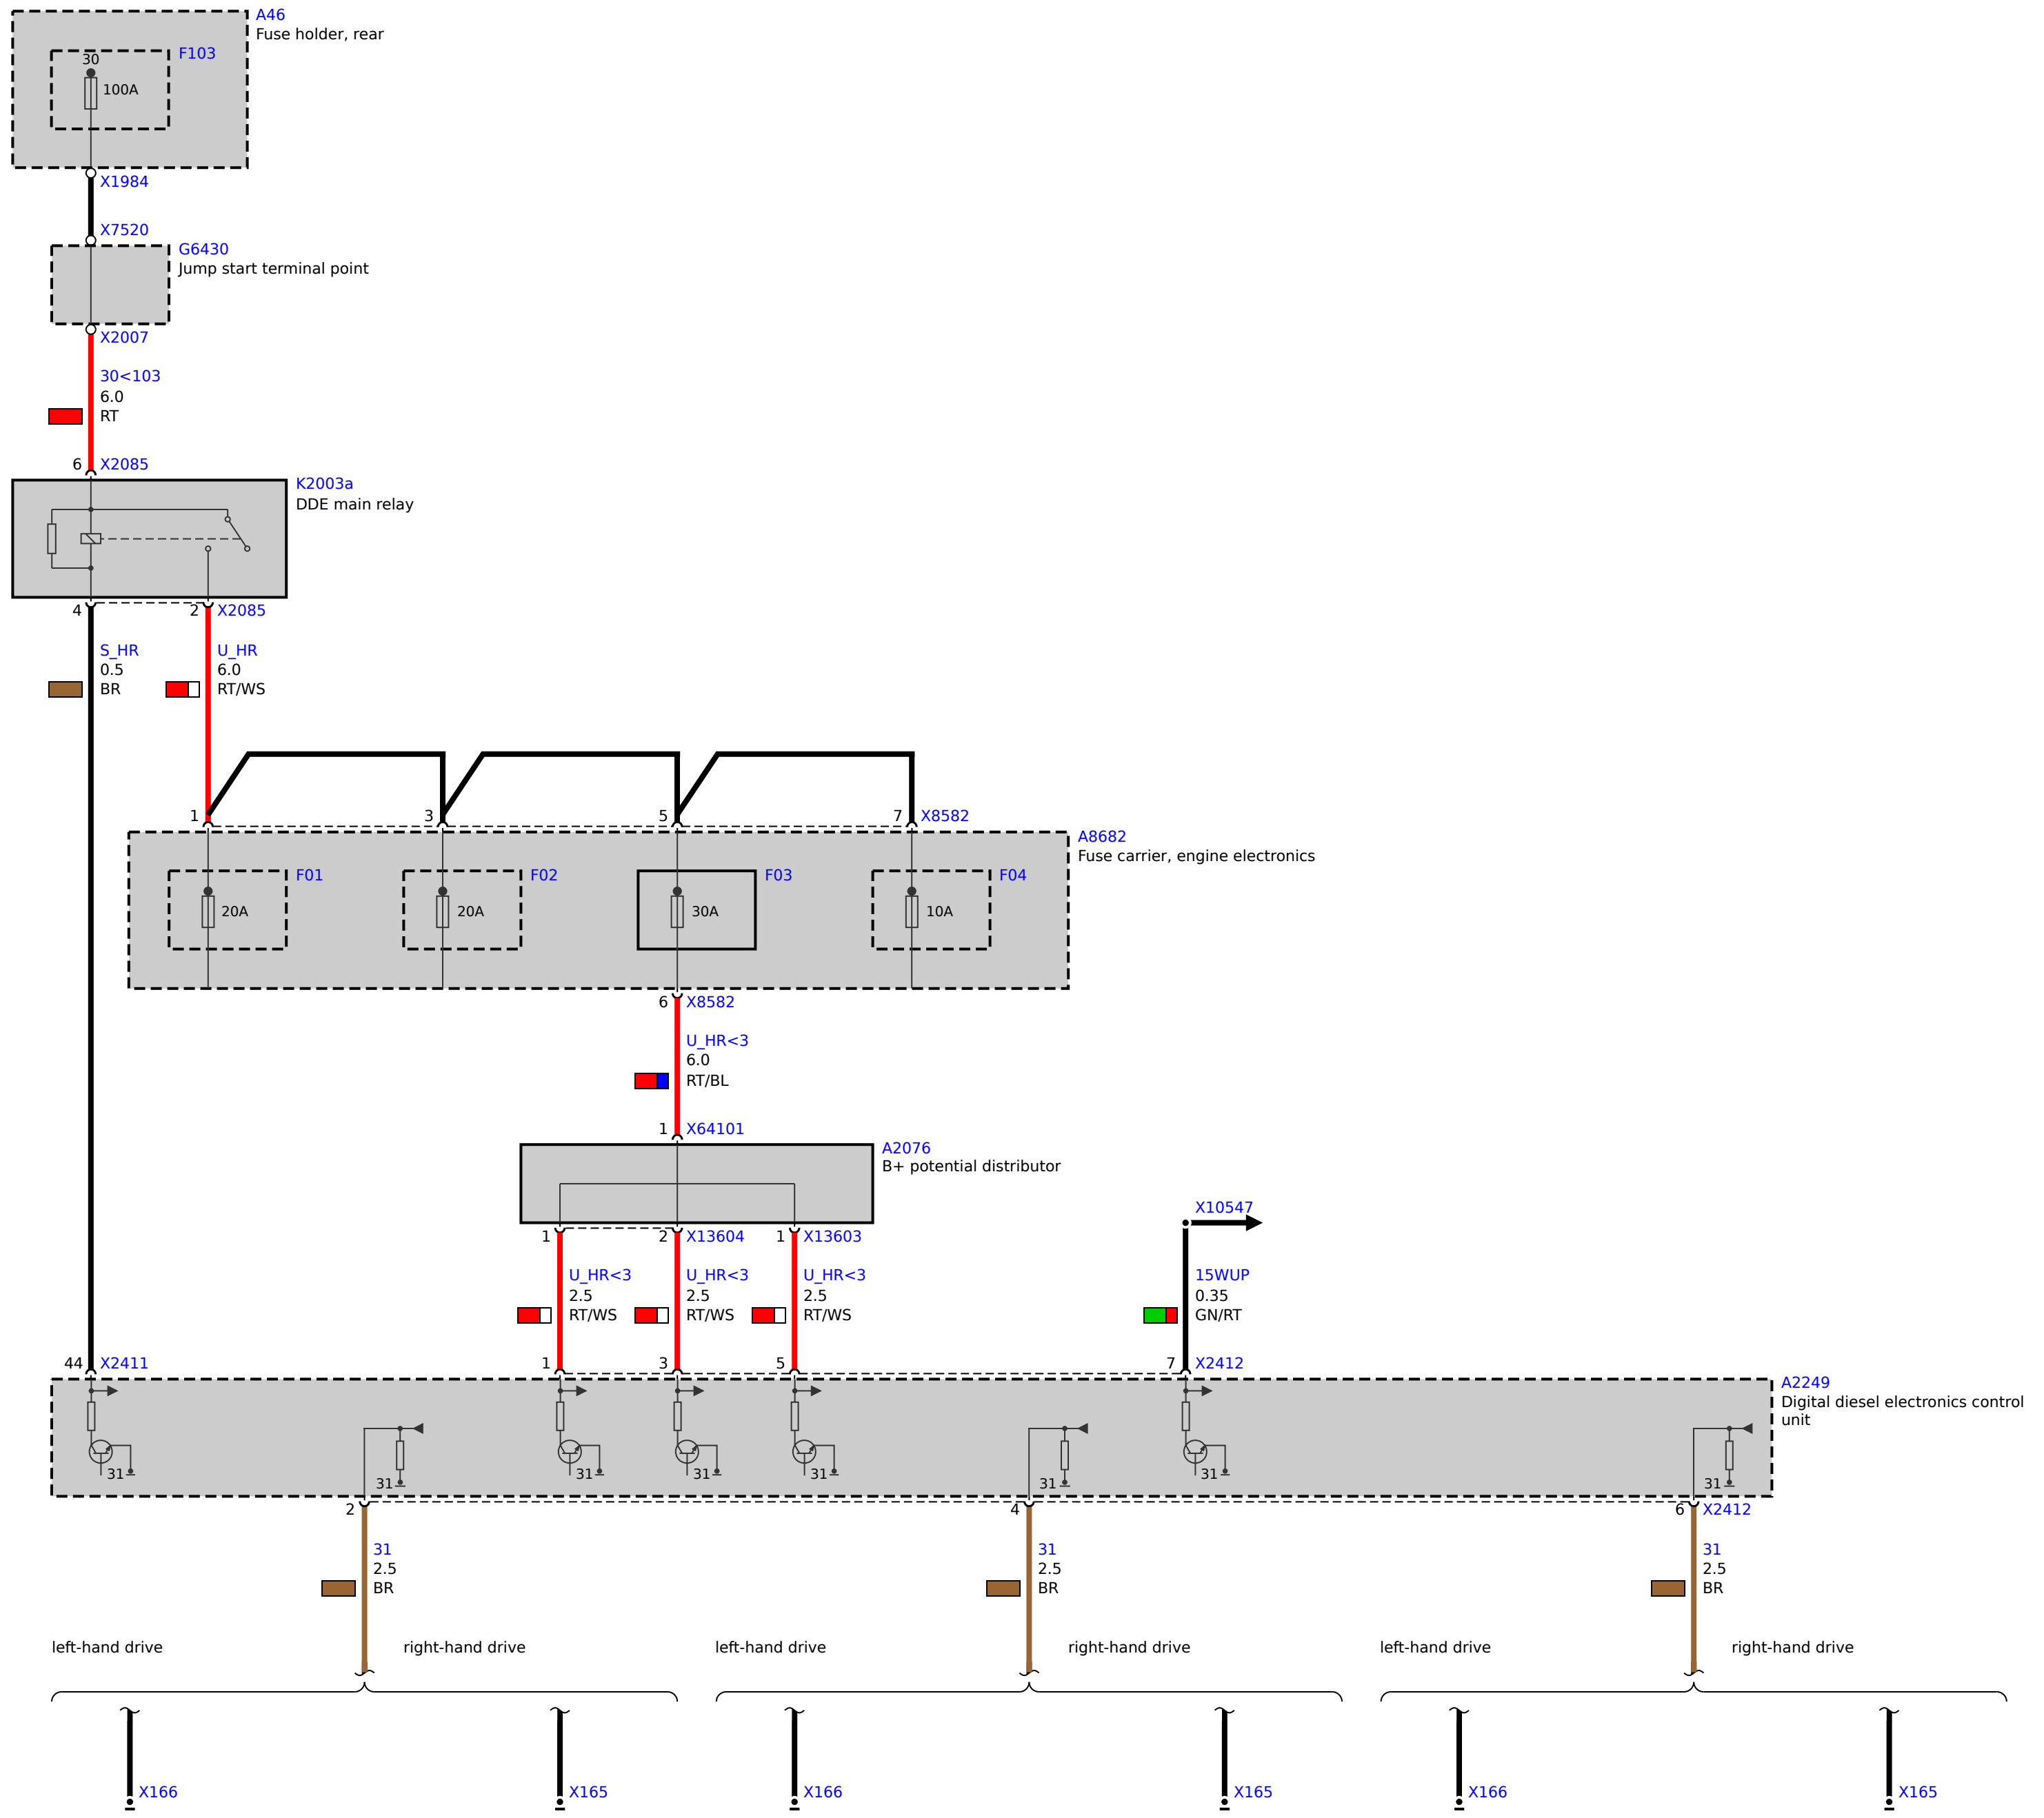 A46
Fuse holder, rear
F103
30
100A
X1984
X7520
G6430
Jump start terminal point
X2007
30<103
6.0
RT
6 X2085
K2003a
DDE main relay
4 2 X2085
S_HR U_HR
0.5 6.0
BR RT/WS
1 3 5 7 X8582
A8682
Fuse carrier, engine electronics
F01 F02 F03 F04
20A 20A 30A 10A
6 X8582
U_HR<3
6.0
RT/BL
1 X64101
A2076
B+ potential distributor
X10547
1 2 X13604 1 X13603
U_HR<3 U_HR<3 U_HR<3 15WUP
2.5 2.5 2.5 0.35
RT/WS RT/WS RT/WS GN/RT
44 X2411 1 3 5 7 X2412
A2249
Digital diesel electronics control
unit
31 31 31 31 31 31 31 31
2 4 6 X2412
31 31 31
2.5 2.5 2.5
BR BR BR
left-hand drive right-hand drive left-hand drive right-hand drive left-hand drive right-hand drive
X166 X165 X166 X165 X166 X165